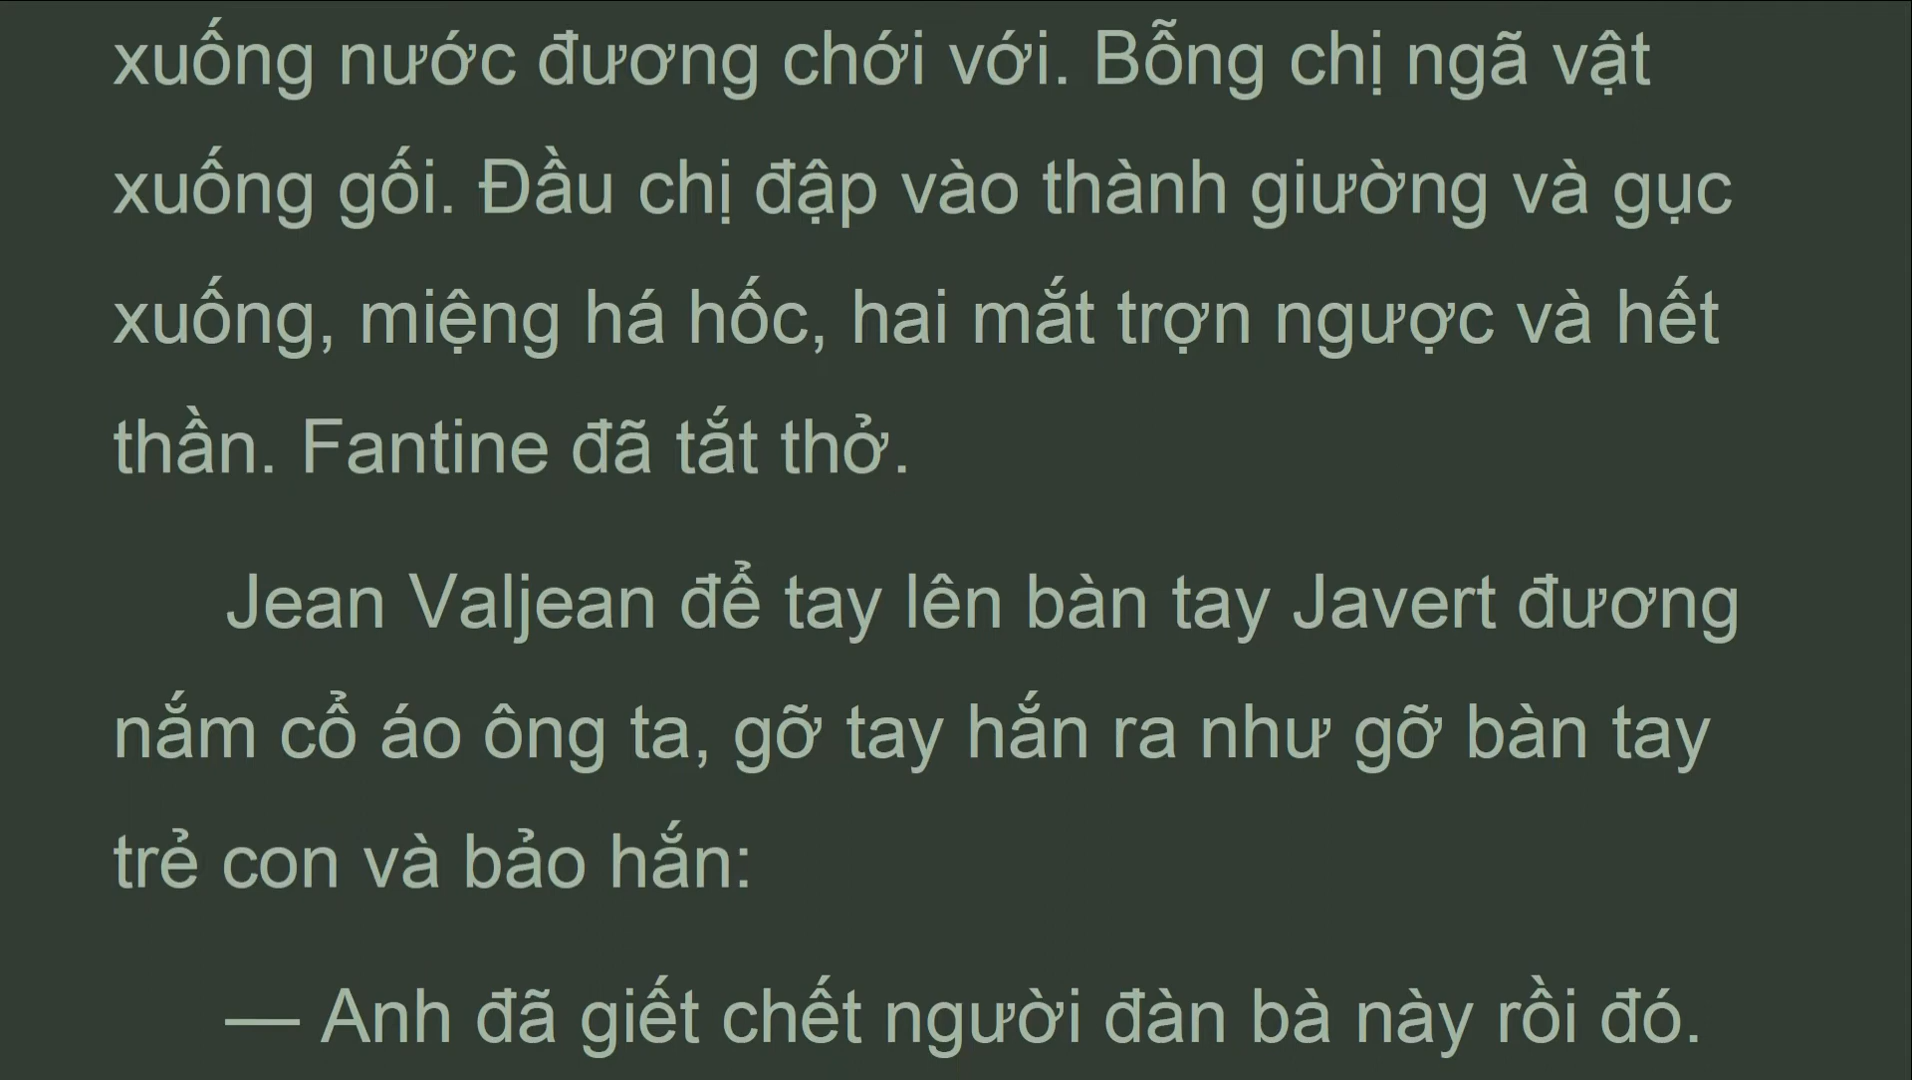 xuống nước đương chới với. Bỗng chị ngã vật
xuống gối. Đầu chị đập vào thành giường và gục
xuống, miệng há hốc, hai mắt trợn ngược và hết
thần. Fantine đã tắt thở.
Jean Valjean để tay lên bàn tay Javert đương
nắm cổ áo ông ta, gỡ tay hắn ra như gỡ bàn tay
trẻ con và bảo hắn:
— Anh đã giết chết người đàn bà này rồi đó.